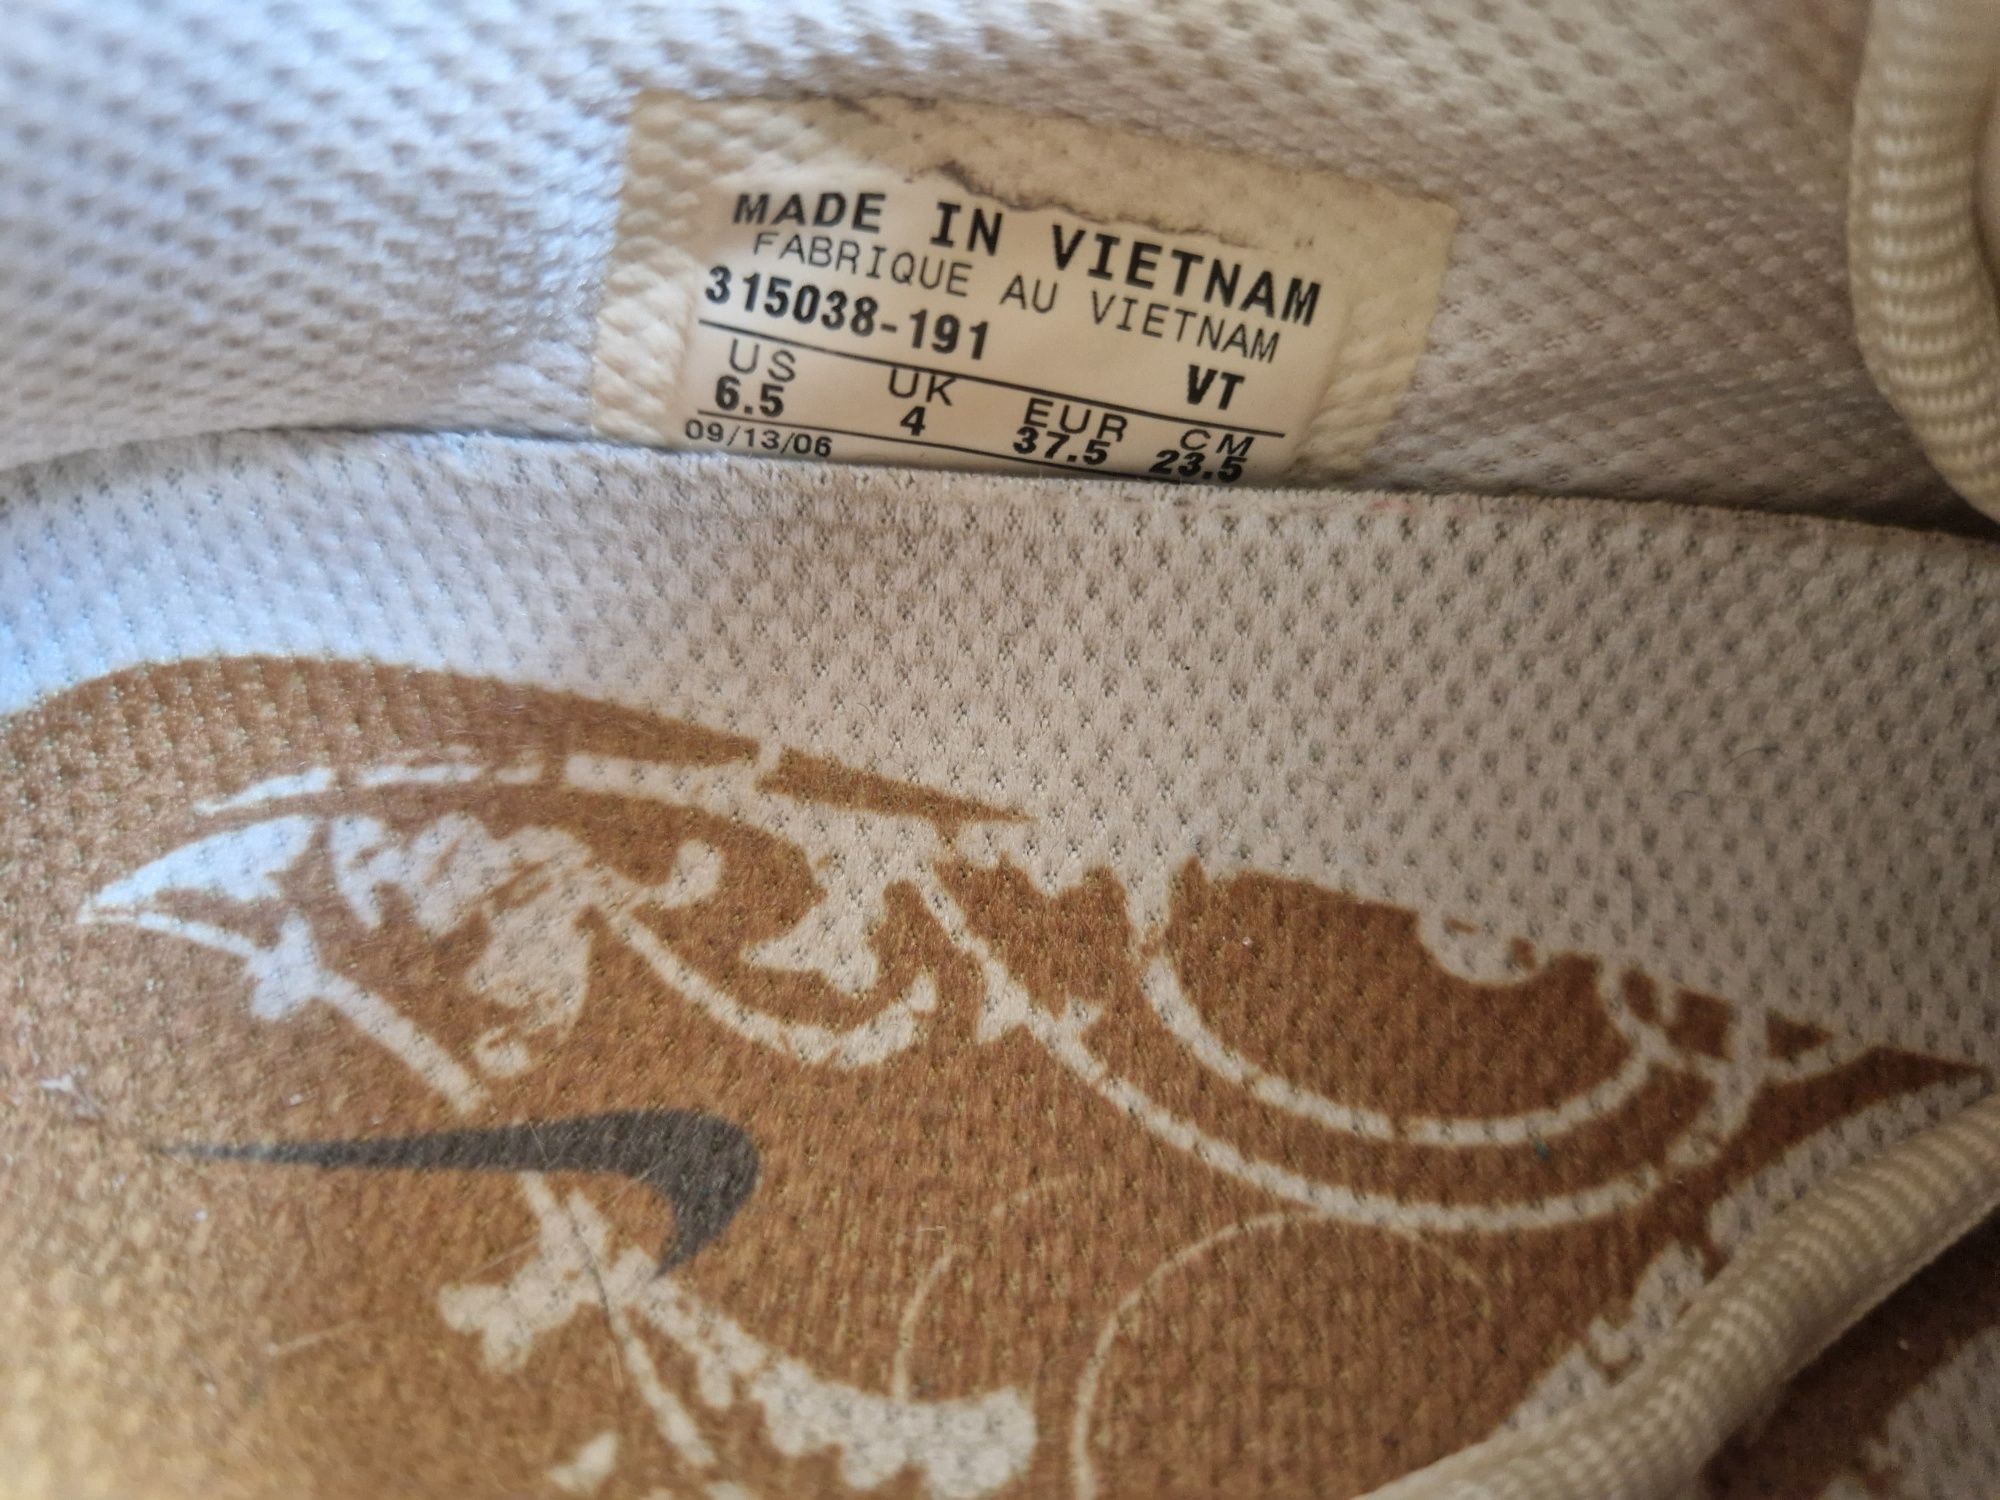 MADE IN VIETNAM
FABRIQUE AU VIETNAM
315038-191 VT
US UK EUR CM
6.5 4 37.5 23.5
09/13/06